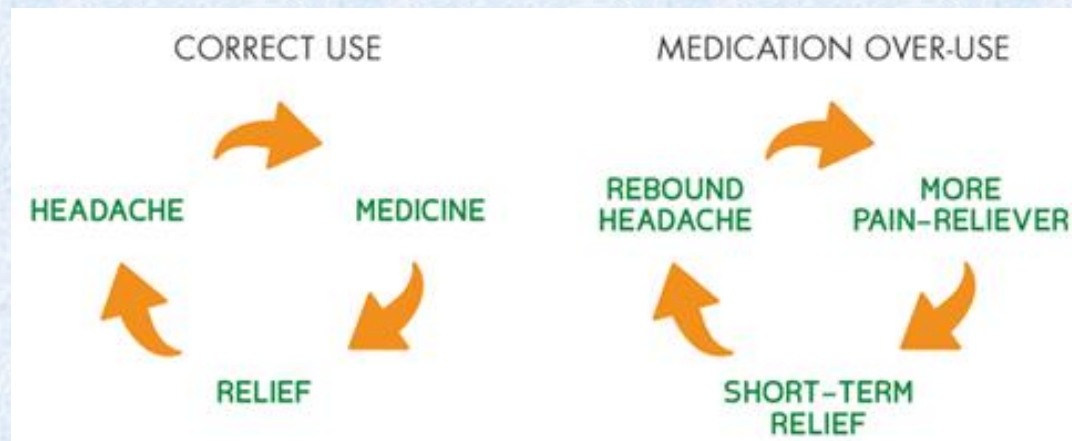 CORRECT USE
HEADACHE
MEDICINE
RELIEF
MEDICATION OVER-USE
REBOUND
HEADACHE
MORE
PAIN-RELIEVER
SHORT-TERM
RELIEF